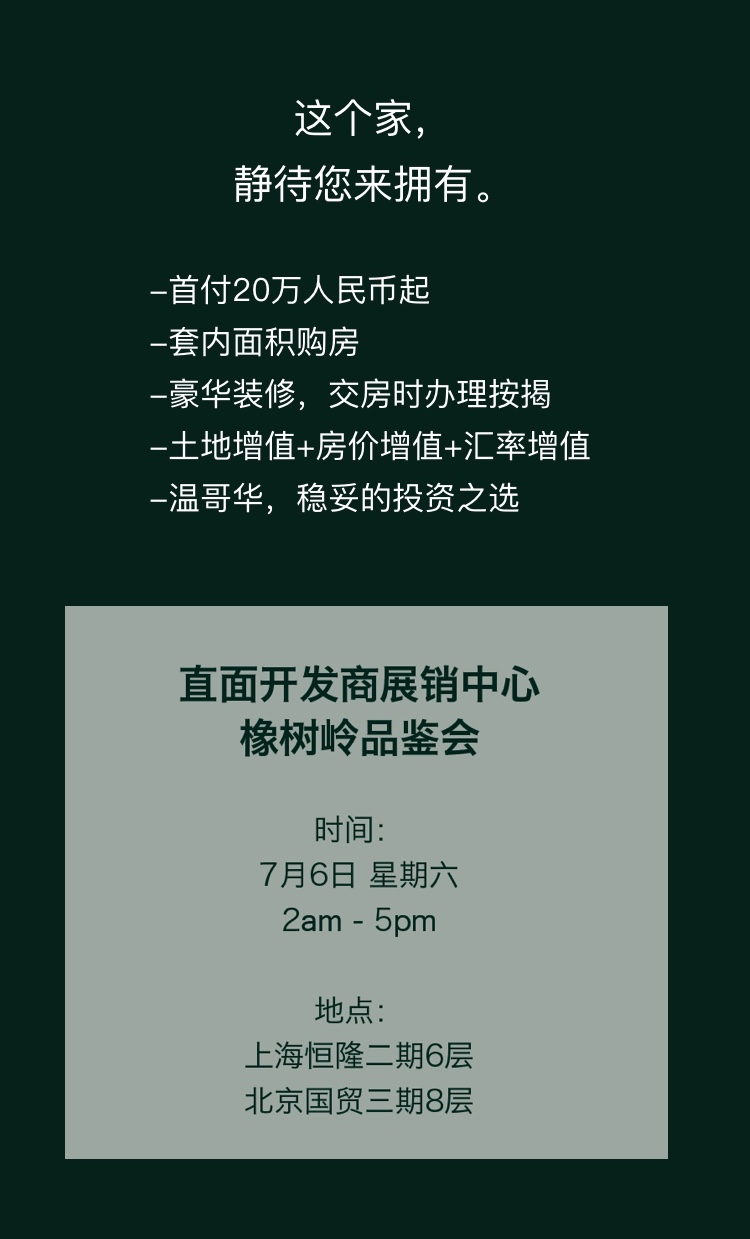 这个家，
静待您来拥有。
–首付20万人民币起
–套内面积购房
–豪华装修，交房时办理按揭
–土地增值+房价增值+汇率增值
–温哥华，稳妥的投资之选
直面开发商展销中心
橡树岭品鉴会
时间：
7月6日 星期六
2am - 5pm
地点：
上海恒隆二期6层
北京国贸三期8层